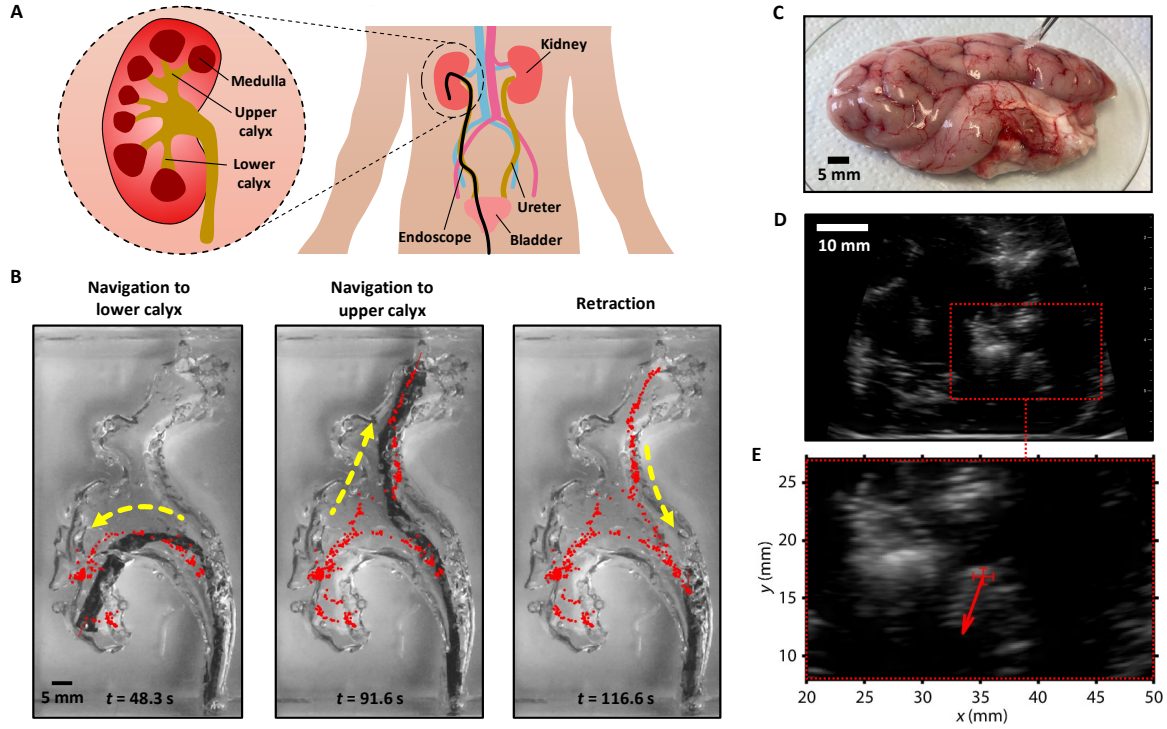 A
Medulla
Upper
calyx
Lower
calyx
Kidney
Ureter
Endoscope
Bladder
B
Navigation to
lower calyx
Navigation to
upper calyx
Retraction
5 mm
t = 48.3 s
t = 91.6 s
t = 116.6 s
C
5 mm
D
10 mm
E
25
20
15
10
y (mm)
20 25 30 35 40 45 50
x (mm)